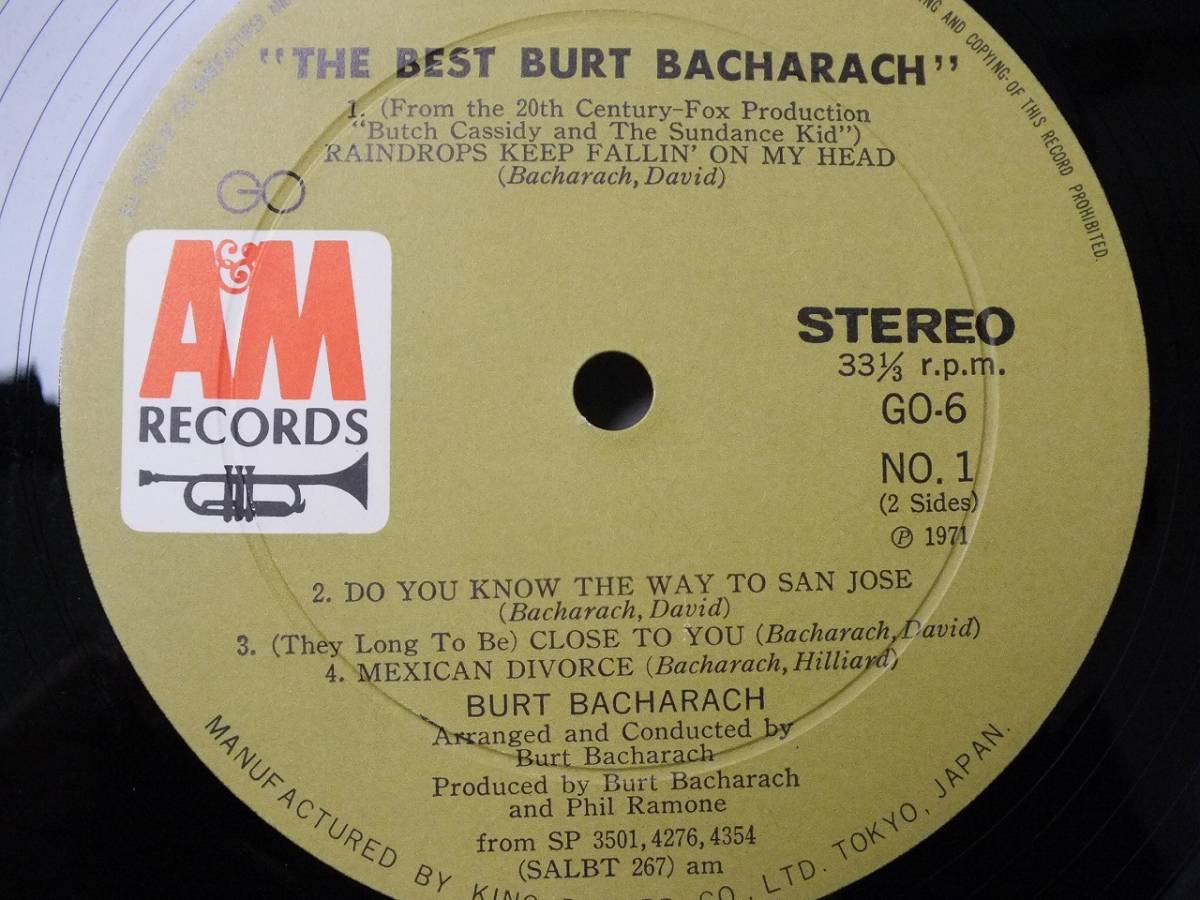 "THE BEST BURT BACHARACH"
1. (From the 20th Century-Fox Production
"Butch Cassidy and The Sundance Kid")
RAINDROPS KEEP FALLIN' ON MY HEAD
(Bacharach, David)
GO
A&M
RECORDS
STEREO
33⅓ r.p.m.
GO-6
NO. 1
(2 Sides)
Ⓟ 1971
2. DO YOU KNOW THE WAY TO SAN JOSE
(Bacharach, David)
3. (They Long To Be) CLOSE TO YOU (Bacharach, David)
4. MEXICAN DIVORCE (Bacharach, Hilliard)
BURT BACHARACH
Arranged and Conducted by
Burt Bacharach
Produced by Burt Bacharach
and Phil Ramone
from SP 3501, 4276, 4354
(SALBT 267) am
MANUFACTURED BY KING CO., LTD. TOKYO, JAPAN.
AND COPYING OF THIS RECORD PROHIBITED.